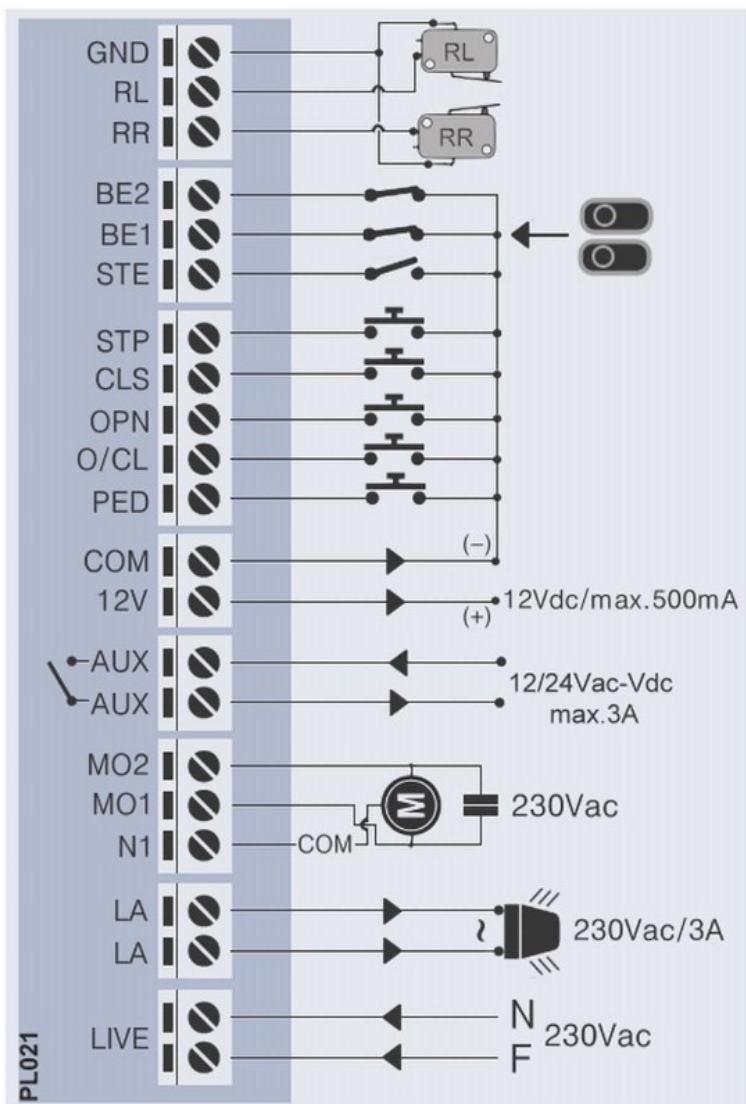 GND
RL
RL
RR
RR
BE2
BE1
STE
STP
CLS
OPN
O/CL
PED
COM (−)
12V (+) 12Vdc/max.500mA
AUX
AUX
12/24Vac-Vdc
max.3A
MO2
MO1 M 230Vac
N1 COM
LA
LA
~ 230Vac/3A
LIVE
N
F
230Vac
PL021